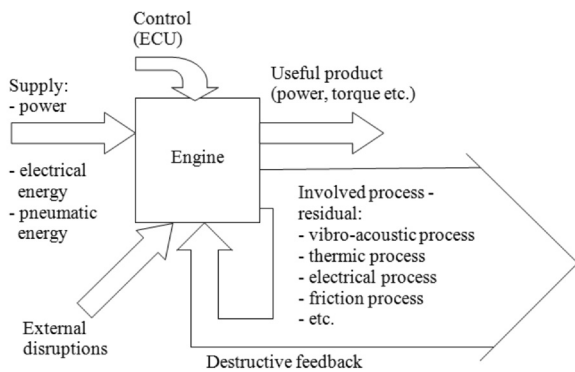 Control
(ECU)
Supply:
- power
- electrical
energy
- pneumatic
energy
Engine
Useful product
(power, torque etc.)
Involved process -
residual:
- vibro-acoustic process
- thermic process
- electrical process
- friction process
- etc.
External
disruptions
Destructive feedback